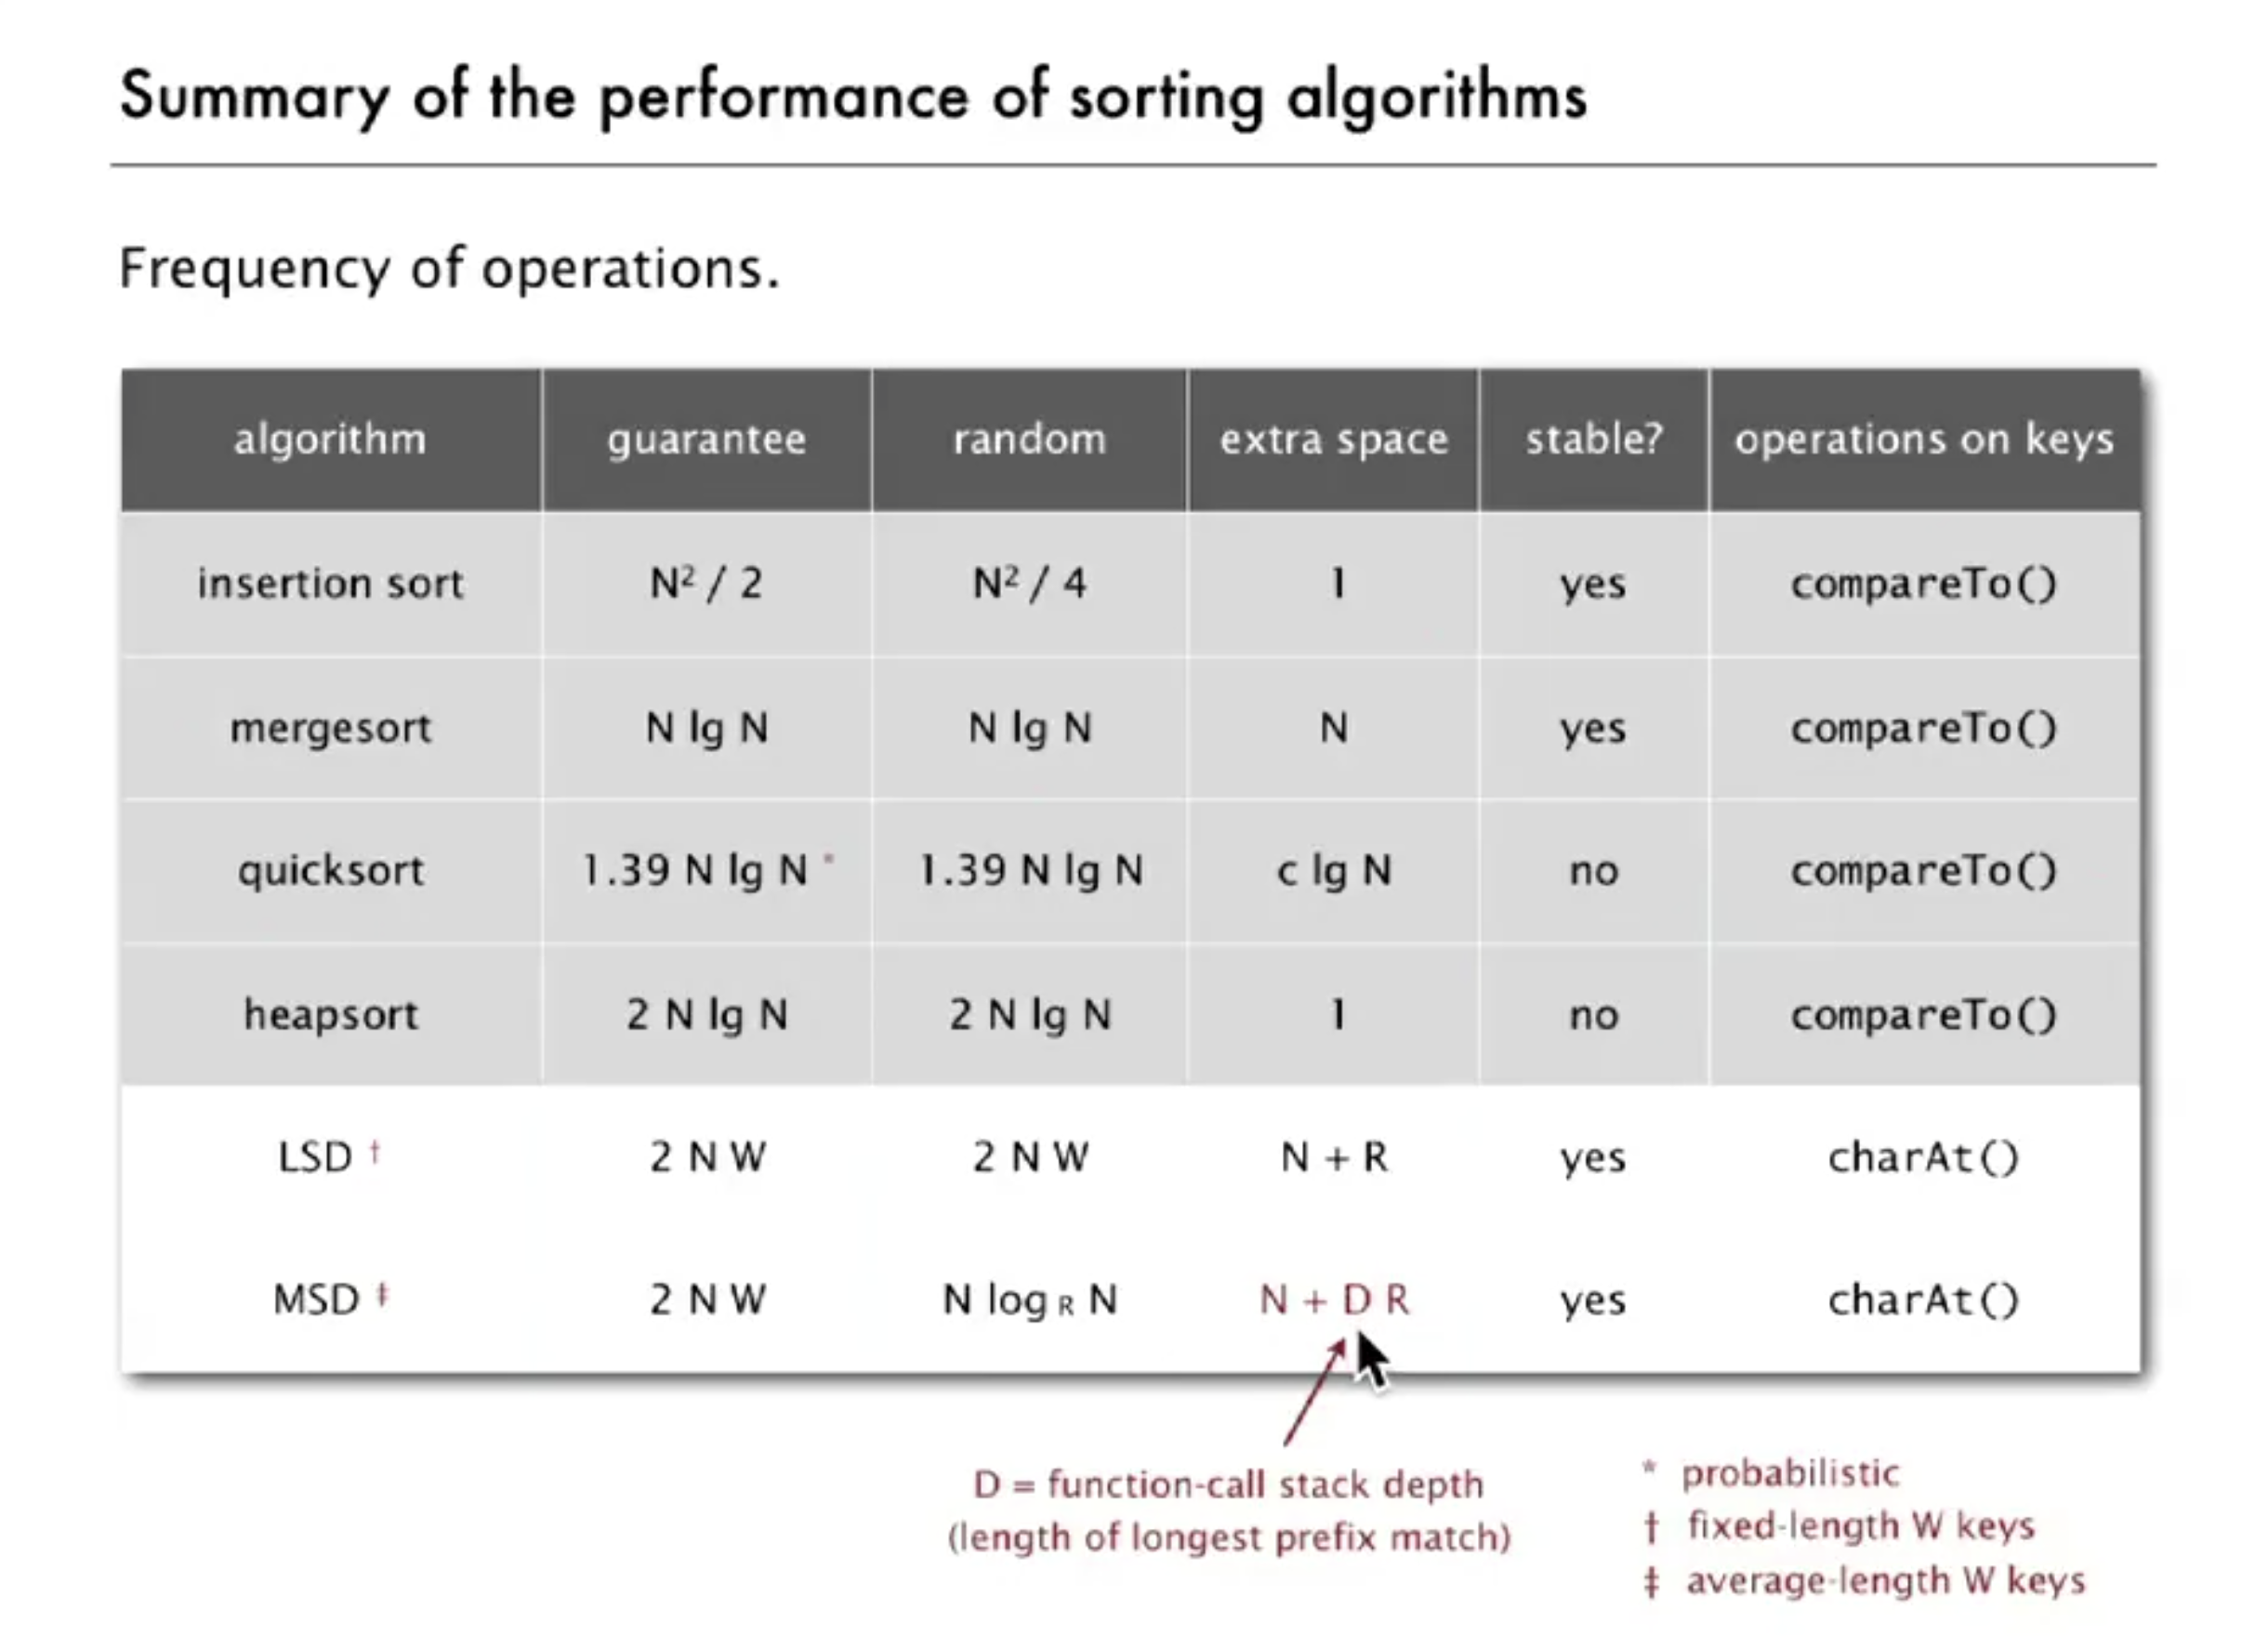 Summary of the performance of sorting algorithms
Frequency of operations.
algorithm guarantee random extra space stable? operations on keys
insertion sort N² / 2 N² / 4 1 yes compareTo()
mergesort N lg N N lg N N yes compareTo()
quicksort 1.39 N lg N * 1.39 N lg N c lg N no compareTo()
heapsort 2 N lg N 2 N lg N 1 no compareTo()
LSD † 2 N W 2 N W N + R yes charAt()
MSD ‡ 2 N W N log R N N + D R yes charAt()
D = function-call stack depth
(length of longest prefix match)
* probabilistic
† fixed-length W keys
‡ average-length W keys